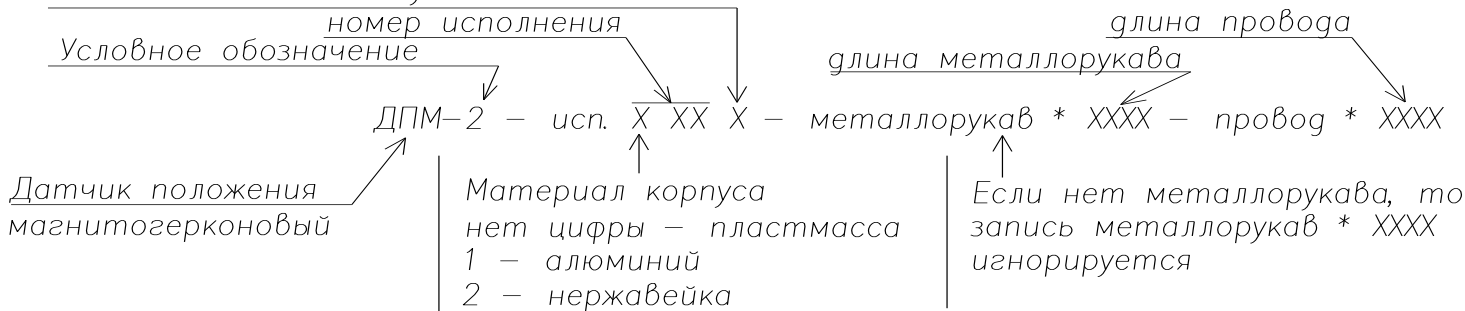 номер исполнения
длина провода
Условное обозначение
длина металлорукава
ДПМ-2 - исп. X XX X - металлорукав * XXXX - провод * XXXX
Датчик положения
магнитогерконовый
Материал корпуса
нет цифры - пластмасса
1 - алюминий
2 - нержавейка
Если нет металлорукава, то
запись металлорукав * XXXX
игнорируется